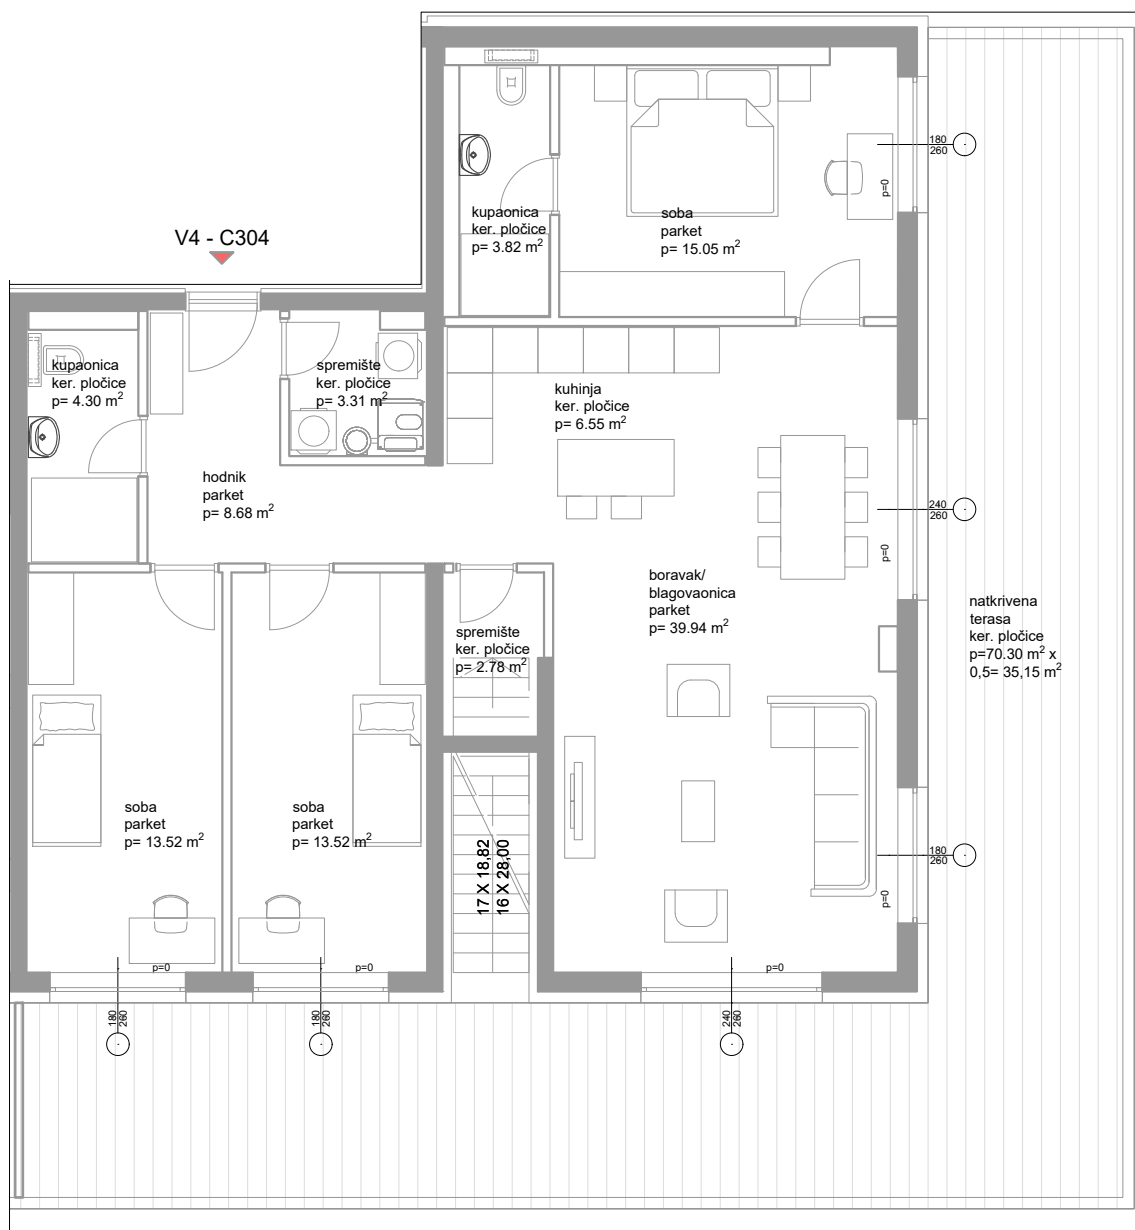 V4 - C304
kupaonica
ker. pločice
p= 3.82 m²
soba
parket
p= 15.05 m²
180
260
p=0
kupaonica
ker. pločice
p= 4.30 m²
spremište
ker. pločice
p= 3.31 m²
kuhinja
ker. pločice
p= 6.55 m²
hodnik
parket
p= 8.68 m²
240
260
p=0
boravak/
blagovaonica
parket
p= 39.94 m²
natkrivena
terasa
ker. pločice
p=70.30 m² x
0,5= 35,15 m²
spremište
ker. pločice
p= 2.78 m²
soba
parket
p= 13.52 m²
soba
parket
p= 13.52 m²
17 X 18,82
16 X 28,00
180
260
p=0
p=0
p=0
p=0
180
260
180
260
240
260